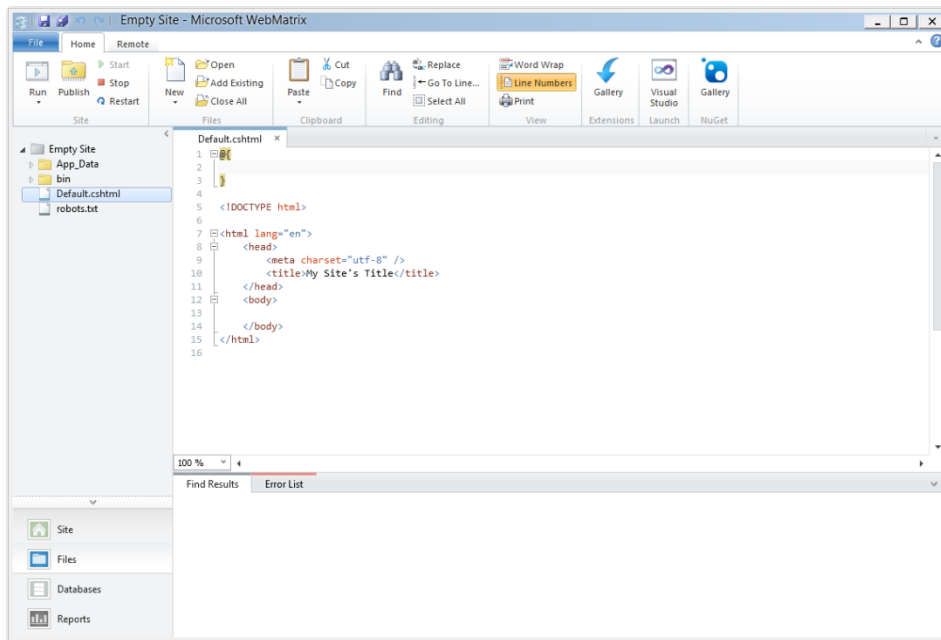 Empty Site - Microsoft WebMatrix
File Home Remote
Run
Publish
Start
Stop
Restart
Site
New
Open
Add Existing
Close All
Files
Paste
Cut
Copy
Clipboard
Find
Replace
Go To Line...
Select All
Editing
Word Wrap
Line Numbers
Print
View
Gallery
Extensions
Visual
Studio
Launch
Gallery
NuGet
Empty Site
App_Data
bin
Default.cshtml
robots.txt
Default.cshtml
1 @{
2
3 }
4
5 <!DOCTYPE html>
6
7 <html lang="en">
8 <head>
9 <meta charset="utf-8" />
10 <title>My Site's Title</title>
11 </head>
12 <body>
13
14 </body>
15 </html>
16
100 %
Find Results Error List
Site
Files
Databases
Reports